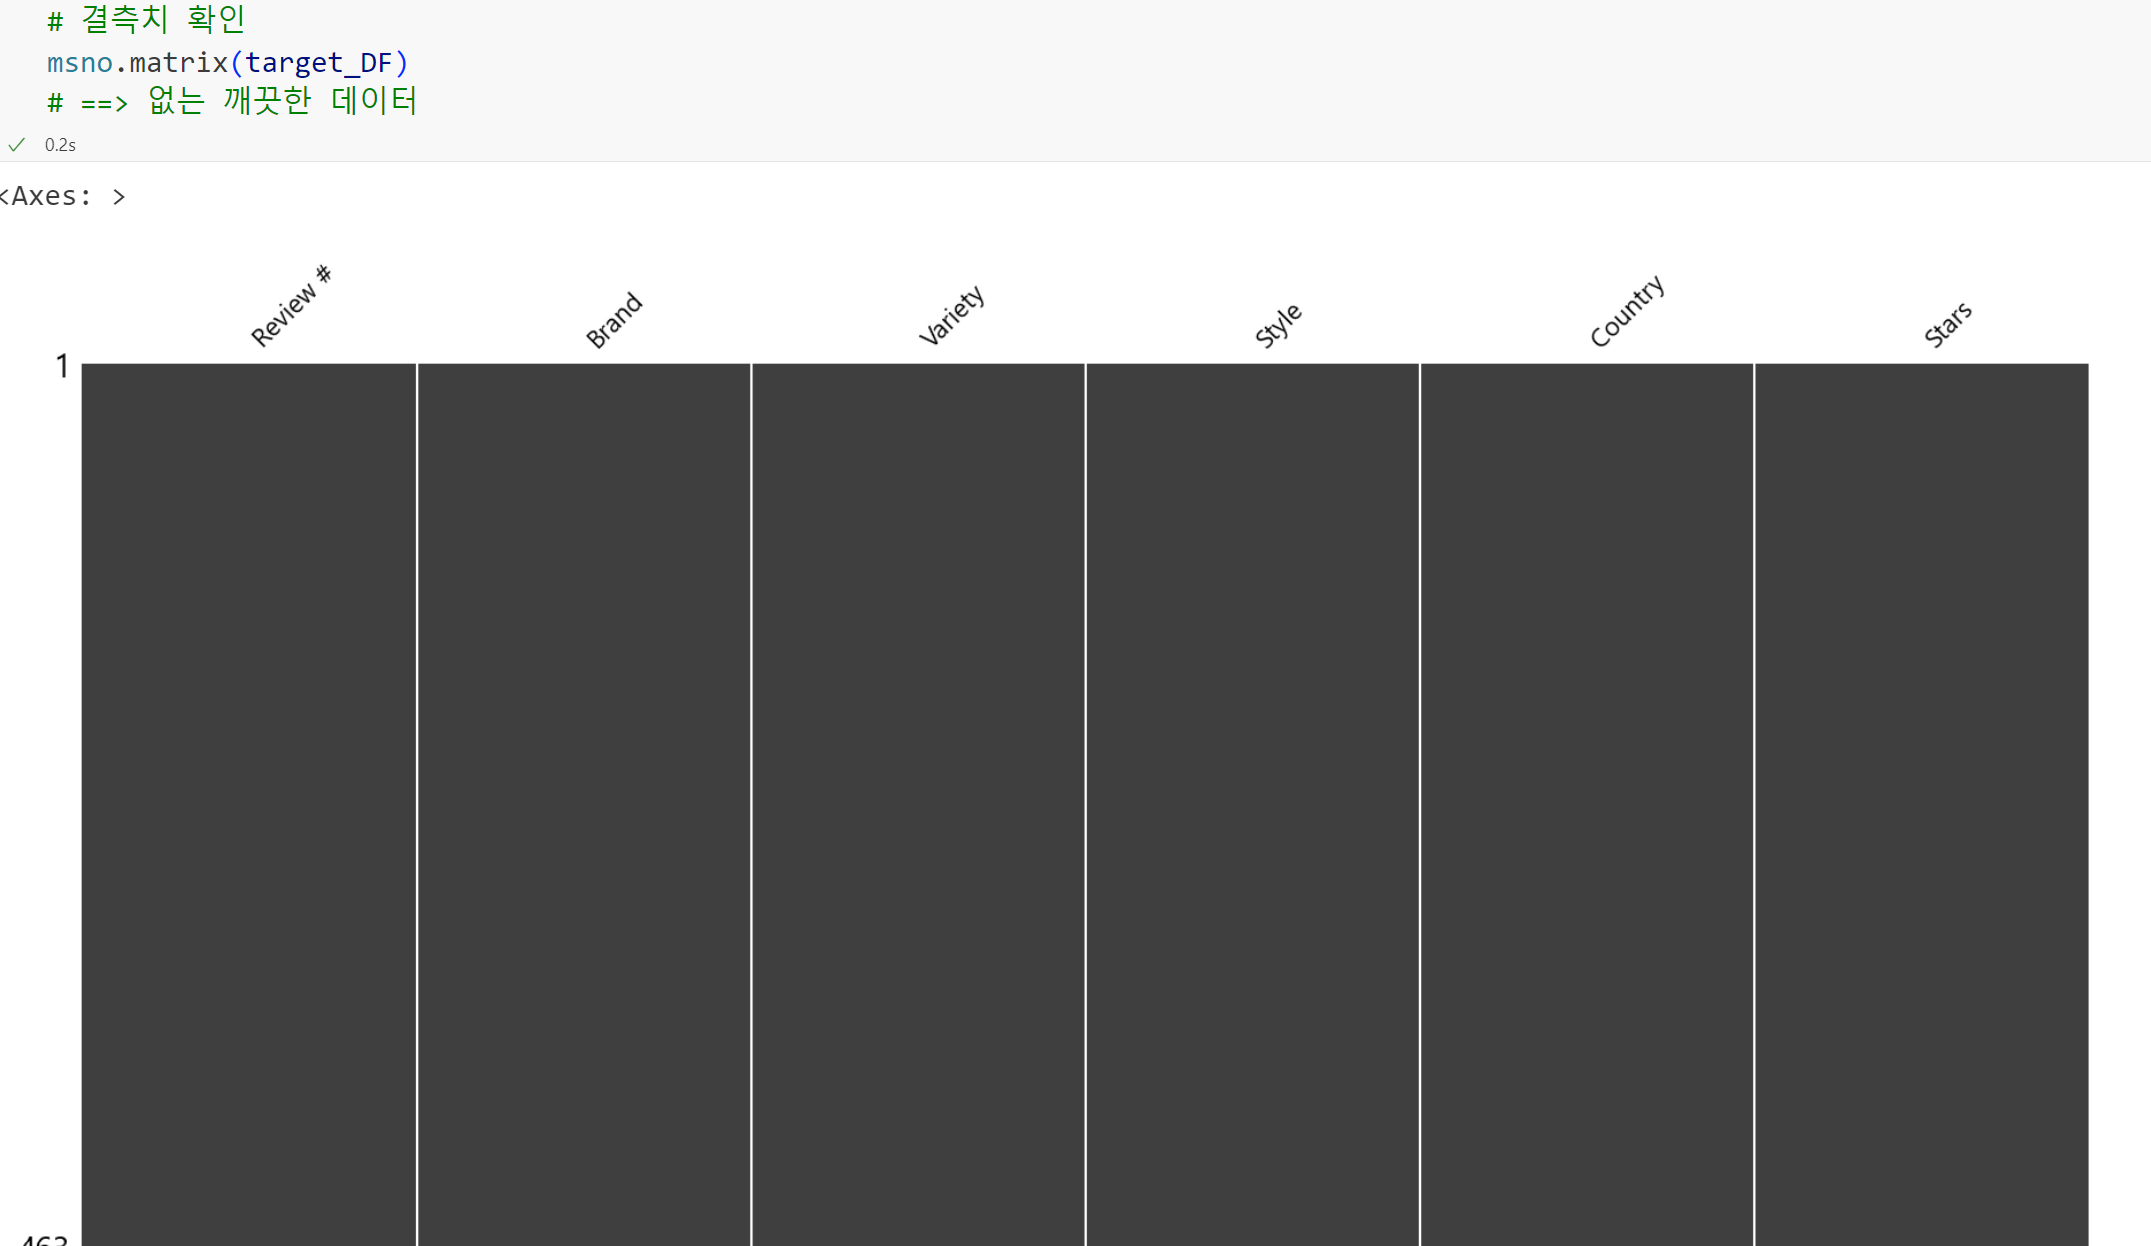 # 결측치 확인
msno.matrix(target_DF)
# ==> 없는 깨끗한 데이터
0.2s
<Axes: >
Review #
Brand
Variety
Style
Country
Stars
1
463